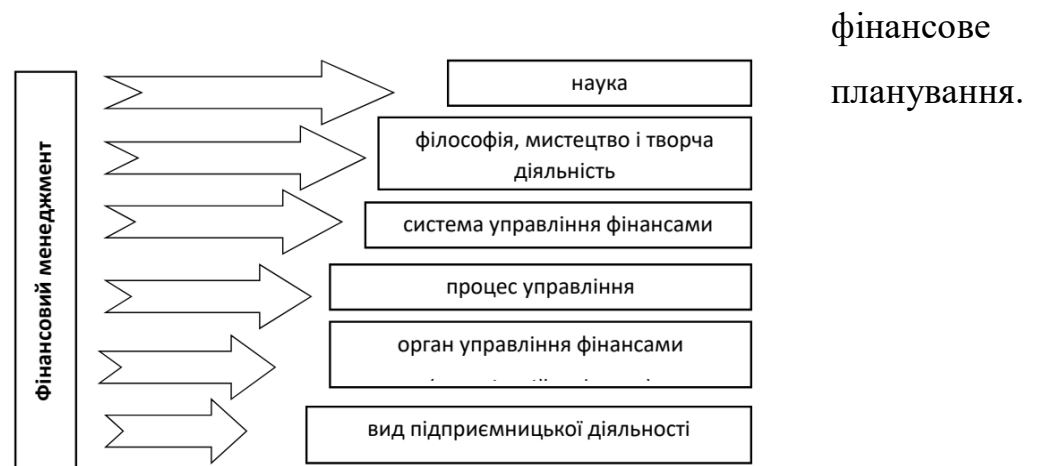 фінансове
планування.
Фінансовий менеджмент
наука
філософія, мистецтво і творча
діяльність
система управління фінансами
процес управління
орган управління фінансами
вид підприємницької діяльності